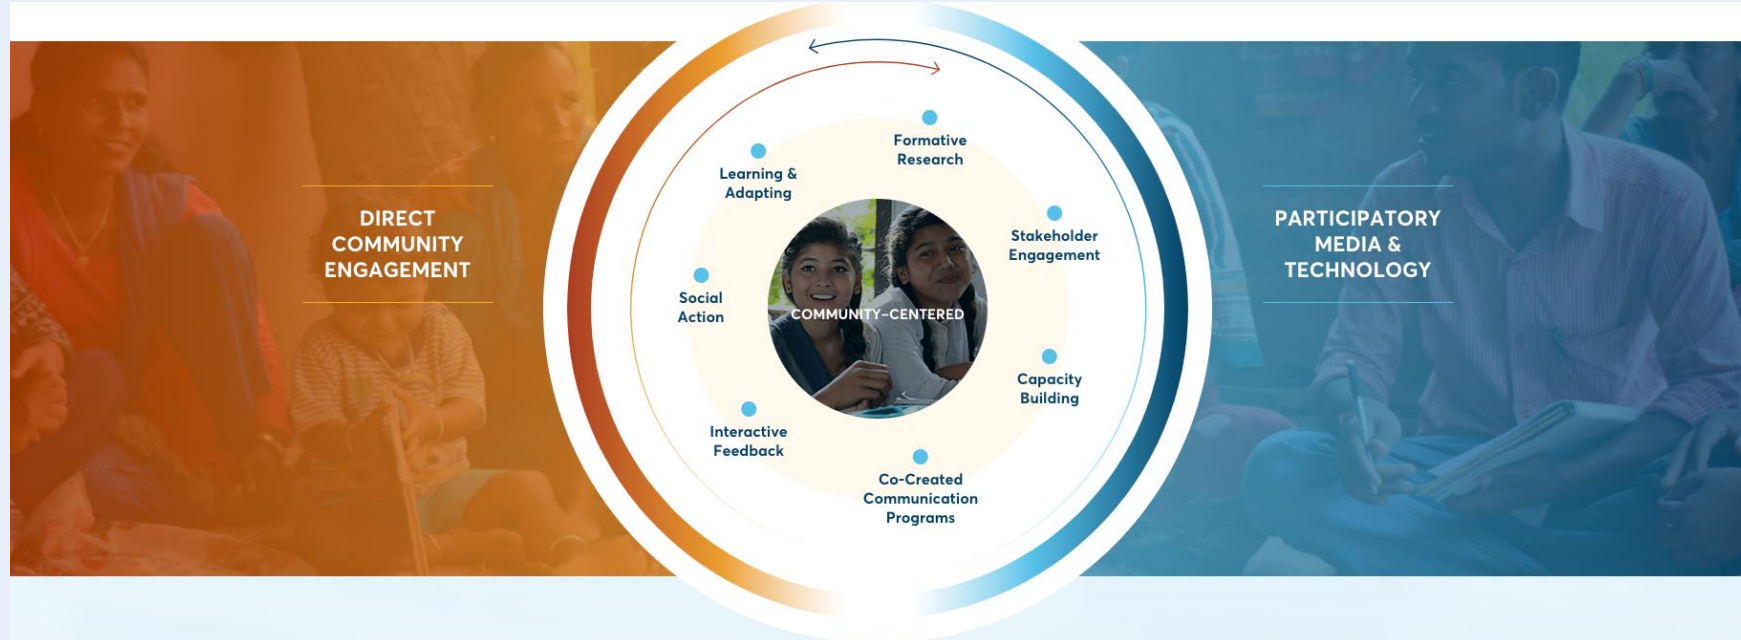 DIRECT
COMMUNITY
ENGAGEMENT
Formative
Research
Stakeholder
Engagement
Capacity
Building
Co-Created
Communication
Programs
Interactive
Feedback
Social
Action
Learning &
Adapting
COMMUNITY-CENTERED
PARTICIPATORY
MEDIA &
TECHNOLOGY